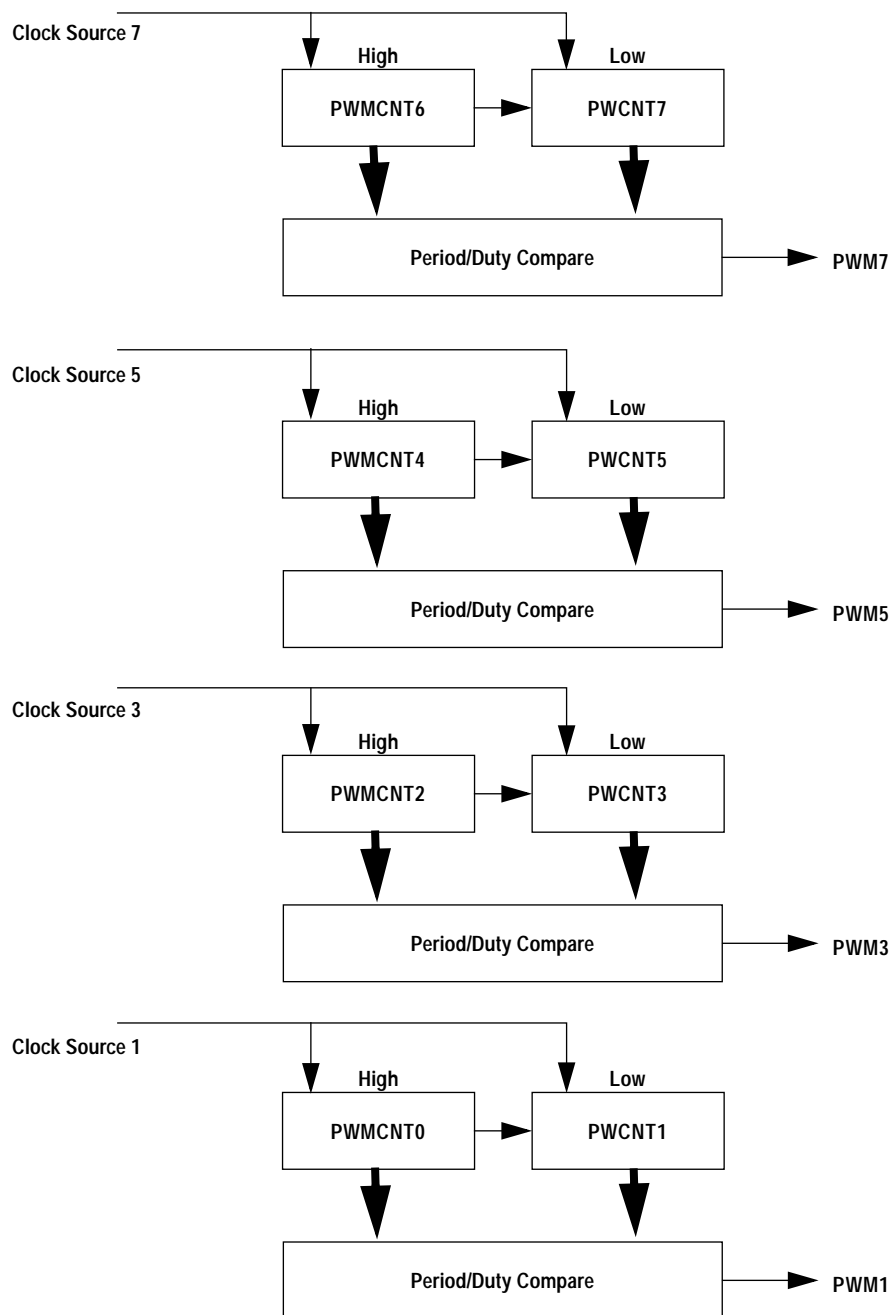 Clock Source 7
High
Low
PWMCNT6
PWCNT7
Period/Duty Compare
PWM7
Clock Source 5
High
Low
PWMCNT4
PWCNT5
Period/Duty Compare
PWM5
Clock Source 3
High
Low
PWMCNT2
PWCNT3
Period/Duty Compare
PWM3
Clock Source 1
High
Low
PWMCNT0
PWCNT1
Period/Duty Compare
PWM1